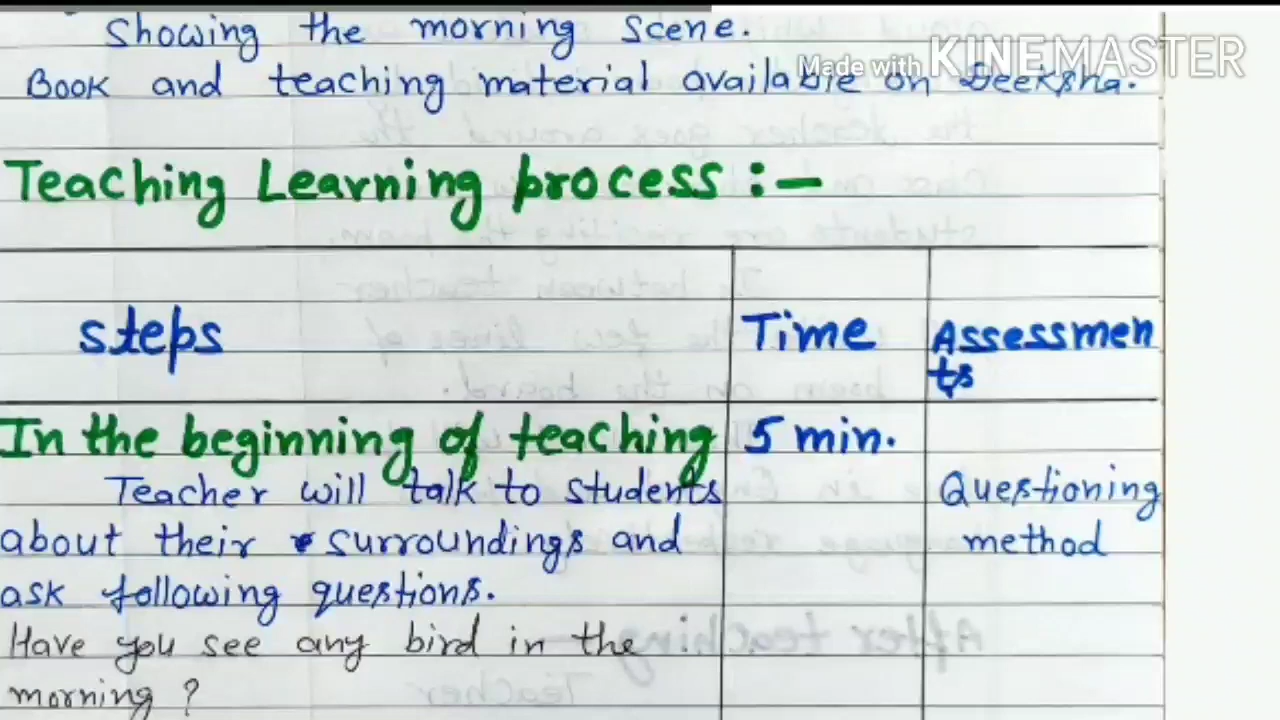 showing the morning scene.
Made with KINEMASTER
Book and teaching material available on Deeksha.
Teaching Learning process :-
steps
Time
Assessmen
ts
In the beginning of teaching
5 min.
Teacher will talk to students
about their surroundings and
ask following questions.
Questioning
method
Have you see any bird in the
morning ?